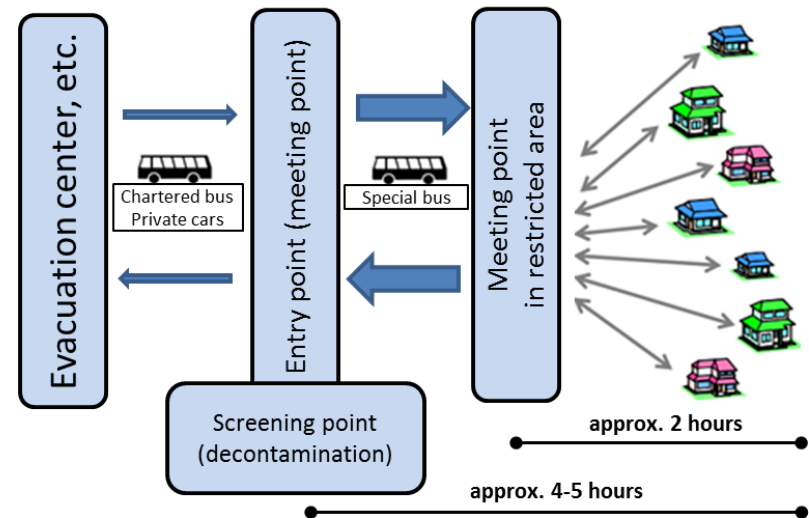 Evacuation center, etc.
Chartered bus
Private cars
Entry point (meeting point)
Screening point
(decontamination)
Special bus
Meeting point
in restricted area
approx. 2 hours
approx. 4-5 hours